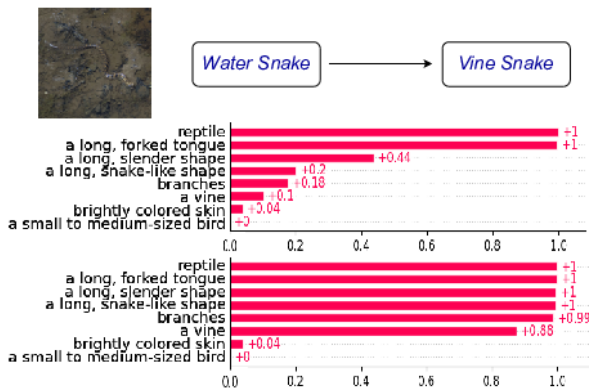 Water Snake
Vine Snake
reptile +1
a long, forked tongue +1
a long, slender shape +0.44
a long, snake-like shape +0.2
branches +0.18
a vine +0.1
brightly colored skin +0.04
a small to medium-sized bird +0
0.0 0.2 0.4 0.6 0.8 1.0
reptile +1
a long, forked tongue +1
a long, slender shape +1
a long, snake-like shape +1
branches +0.99
a vine +0.88
brightly colored skin +0.04
a small to medium-sized bird +0
0.0 0.2 0.4 0.6 0.8 1.0